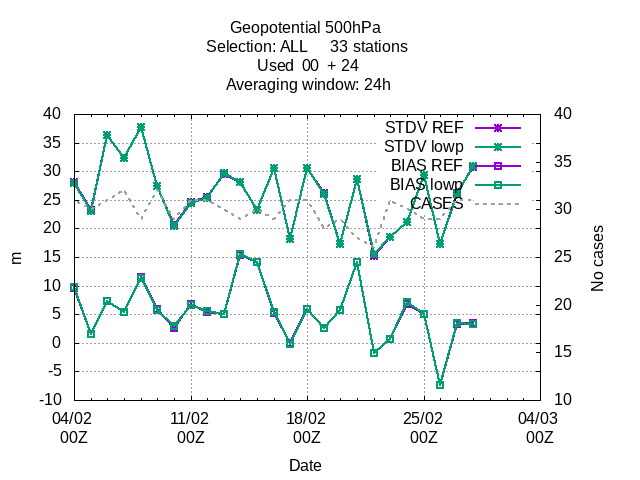 Geopotential 500hPa
Selection: ALL 33 stations
Used 00 + 24
Averaging window: 24h
40 40
STDV REF
STDV lowp
BIAS REF
BIAS lowp
CASES
35
30
25
20
15
10
5
0
-5
-10
35
30
25
20
15
10
m
No cases
04/02 11/02 18/02 25/02 04/03
00Z 00Z 00Z 00Z 00Z
Date